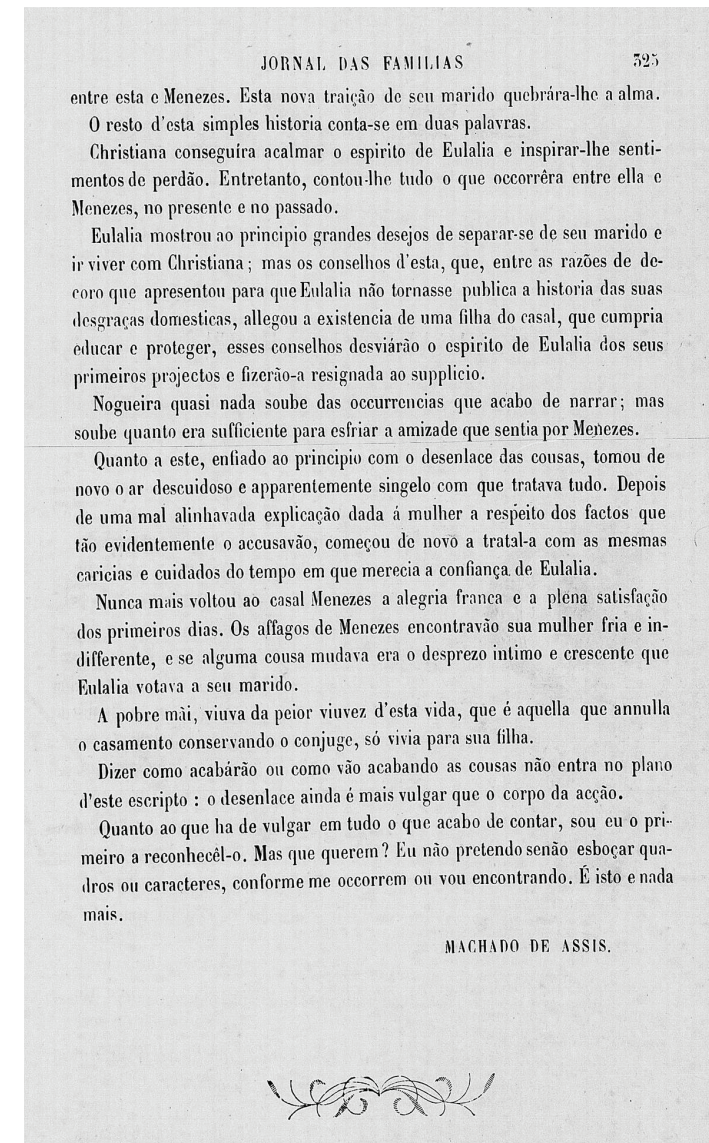 JORNAL DAS FAMILIAS 325
entre esta e Menezes. Esta nova traição de seu marido quebrára-lhe a alma.
O resto d'esta simples historia conta-se em duas palavras.
Christiana conseguíra acalmar o espirito de Eulalia e inspirar-lhe senti-
mentos de perdão. Entretanto, contou-lhe tudo o que occorrêra entre ella e
Menezes, no presente e no passado.
Eulalia mostrou ao principio grandes desejos de separar-se de seu marido e
ir viver com Christiana; mas os conselhos d'esta, que, entre as razões de de-
coro que apresentou para que Eulalia não tornasse publica a historia das suas
desgraças domesticas, allegou a existencia de uma filha do casal, que cumpria
educar e proteger, esses conselhos desviárão o espirito de Eulalia dos seus
primeiros projectos e fizerão-a resignada ao supplicio.
Nogueira quasi nada soube das occurrencias que acabo de narrar; mas
soube quanto era sufficiente para esfriar a amizade que sentia por Menezes.
Quanto a este, enfiado ao principio com o desenlace das cousas, tomou de
novo o ar descuidoso e apparentemente singelo com que tratava tudo. Depois
de uma mal alinhavada explicação dada á mulher a respeito dos factos que
tão evidentemente o accusavão, começou de novo a tratal-a com as mesmas
caricias e cuidados do tempo em que merecia a confiança de Eulalia.
Nunca mais voltou ao casal Menezes a alegria franca e a plena satisfação
dos primeiros dias. Os affagos de Menezes encontravão sua mulher fria e in-
differente, e se alguma cousa mudava era o desprezo intimo e crescente que
Eulalia votava a seu marido.
A pobre mãi, viuva da peior viuvez d'esta vida, que é aquella que annulla
o casamento conservando o conjuge, só vivia para sua filha.
Dizer como acabárão ou como vão acabando as cousas não entra no plano
d'este escripto : o desenlace ainda é mais vulgar que o corpo da acção.
Quanto ao que ha de vulgar em tudo o que acabo de contar, sou eu o pri-
meiro a reconhecêl-o. Mas que querem? Eu não pretendo senão esboçar qua-
dros ou caracteres, conforme me occorrem ou vou encontrando. É isto e nada
mais.
MACHADO DE ASSIS.